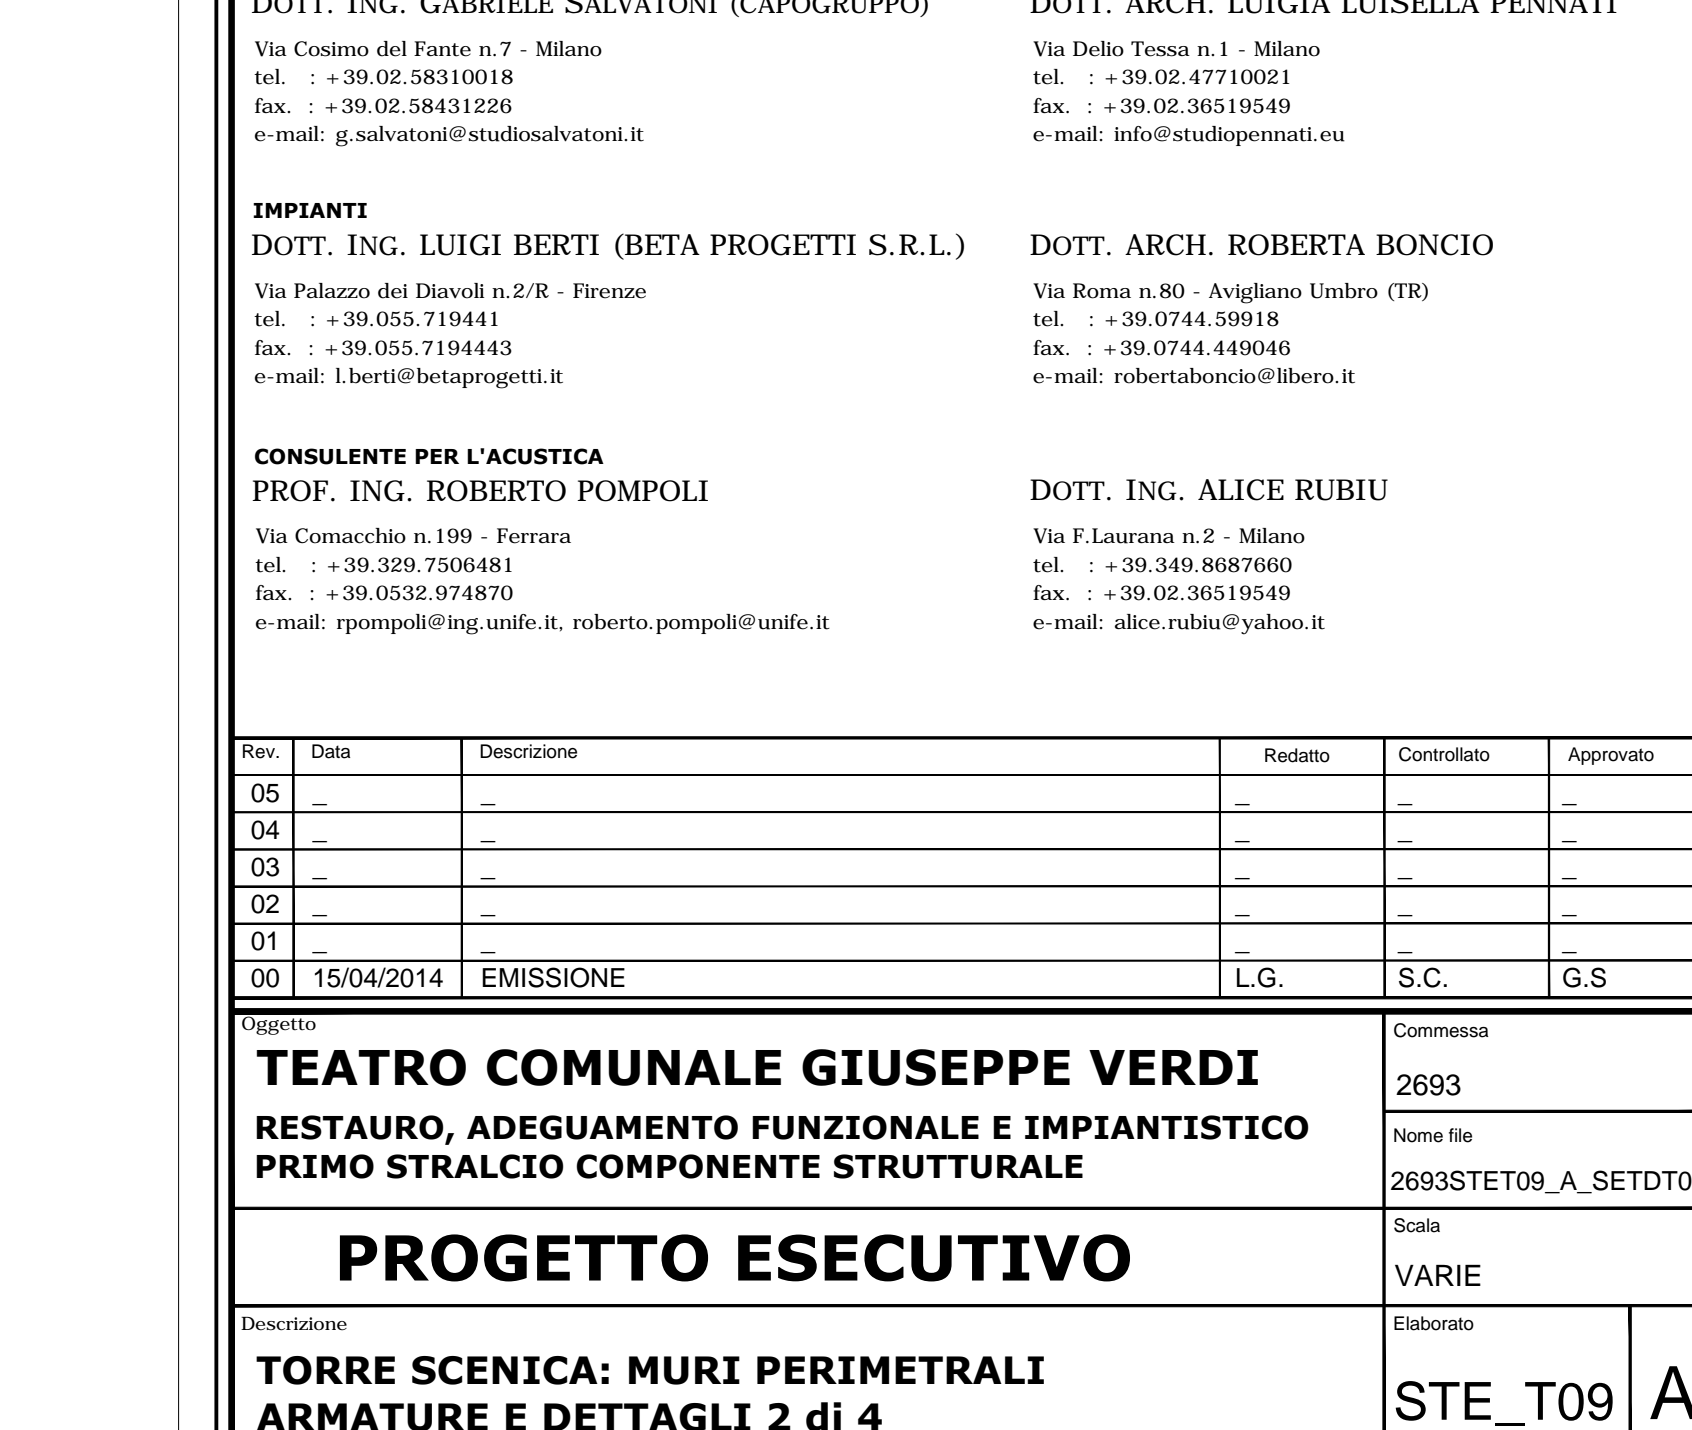 DOTT. ING. GABRIELE SALVATONI (CAPOGRUPPO)
Via Cosimo del Fante n.7 - Milano
tel. : +39.02.58310018
fax. : +39.02.58431226
e-mail: g.salvatoni@studiosalvatoni.it
DOTT. ARCH. LUIGIA LUISELLA PENNATI
Via Delio Tessa n.1 - Milano
tel. : +39.02.47710021
fax. : +39.02.36519549
e-mail: info@studiopennati.eu
IMPIANTI
DOTT. ING. LUIGI BERTI (BETA PROGETTI S.R.L.)
Via Palazzo dei Diavoli n.2/R - Firenze
tel. : +39.055.719441
fax. : +39.055.7194443
e-mail: l.berti@betaprogetti.it
DOTT. ARCH. ROBERTA BONCIO
Via Roma n.80 - Avigliano Umbro (TR)
tel. : +39.0744.59918
fax. : +39.0744.449046
e-mail: robertaboncio@libero.it
CONSULENTE PER L'ACUSTICA
PROF. ING. ROBERTO POMPOLI
Via Comacchio n.199 - Ferrara
tel. : +39.329.7506481
fax. : +39.0532.974870
e-mail: rpompoli@ing.unife.it, roberto.pompoli@unife.it
DOTT. ING. ALICE RUBIU
Via F.Laurana n.2 - Milano
tel. : +39.349.8687660
fax. : +39.02.36519549
e-mail: alice.rubiu@yahoo.it
Rev. Data Descrizione Redatto Controllato Approvato
05 _ _ _ _ _
04 _ _ _ _ _
03 _ _ _ _ _
02 _ _ _ _ _
01 _ _ _ _ _
00 15/04/2014 EMISSIONE L.G. S.C. G.S
Oggetto
TEATRO COMUNALE GIUSEPPE VERDI
RESTAURO, ADEGUAMENTO FUNZIONALE E IMPIANTISTICO
PRIMO STRALCIO COMPONENTE STRUTTURALE
Commessa
2693
Nome file
2693STET09_A_SETDT0
PROGETTO ESECUTIVO
Scala
VARIE
Descrizione
TORRE SCENICA: MURI PERIMETRALI
ARMATURE E DETTAGLI 2 di 4
Elaborato
STE_T09 A